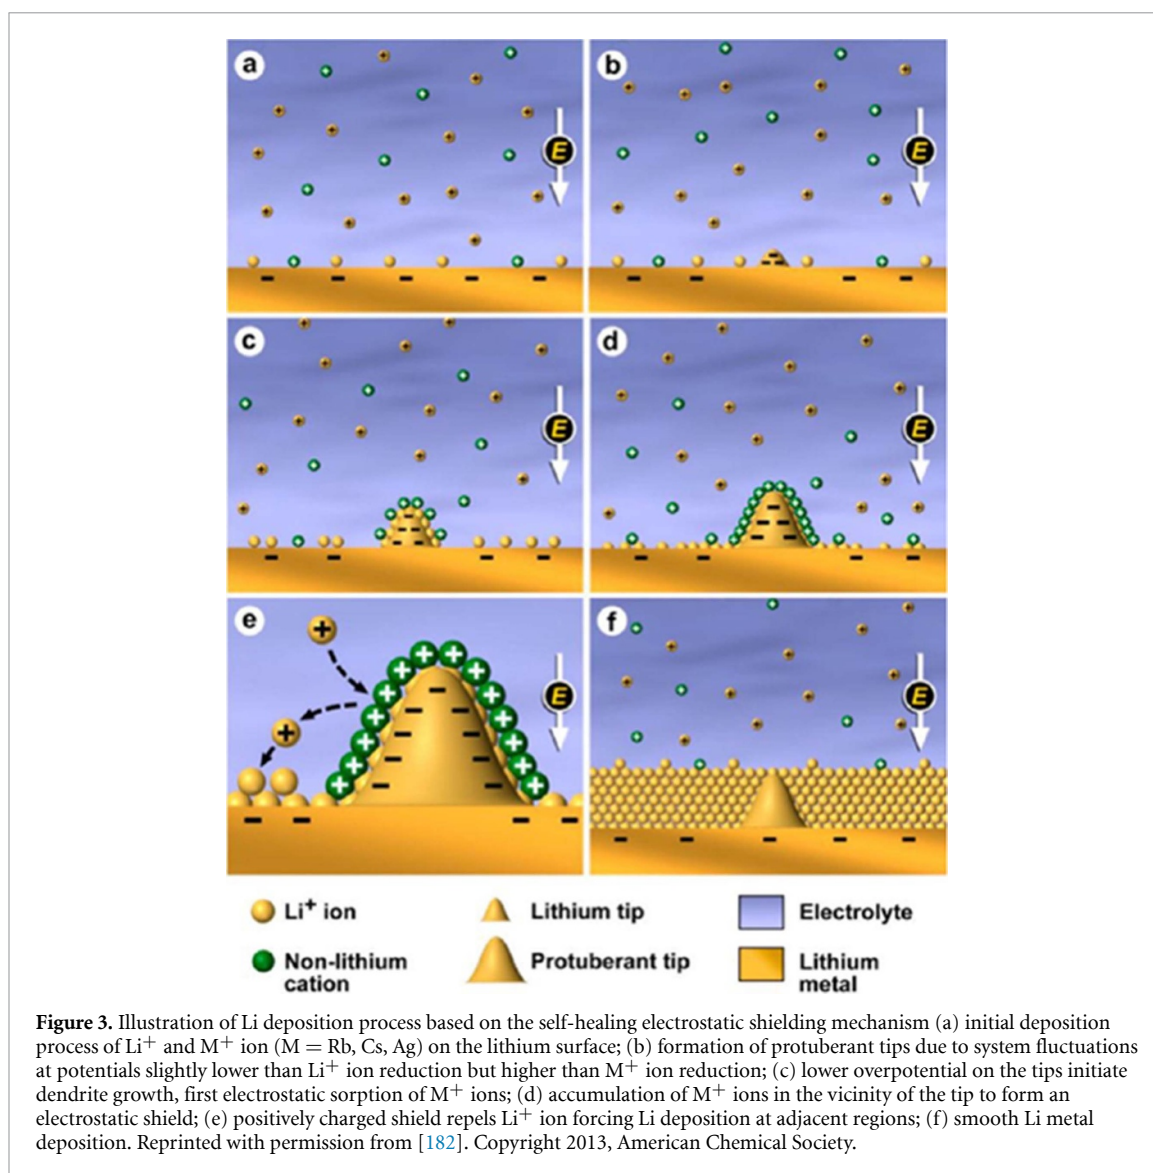 a
b
E
E
c
d
E
E
e
f
E
E
Li⁺ ion
Lithium tip
Electrolyte
Non-lithium
cation
Protuberant tip
Lithium
metal
Figure 3. Illustration of Li deposition process based on the self-healing electrostatic shielding mechanism (a) initial deposition
process of Li⁺ and M⁺ ion (M = Rb, Cs, Ag) on the lithium surface; (b) formation of protuberant tips due to system fluctuations
at potentials slightly lower than Li⁺ ion reduction but higher than M⁺ ion reduction; (c) lower overpotential on the tips initiate
dendrite growth, first electrostatic sorption of M⁺ ions; (d) accumulation of M⁺ ions in the vicinity of the tip to form an
electrostatic shield; (e) positively charged shield repels Li⁺ ion forcing Li deposition at adjacent regions; (f) smooth Li metal
deposition. Reprinted with permission from [182]. Copyright 2013, American Chemical Society.